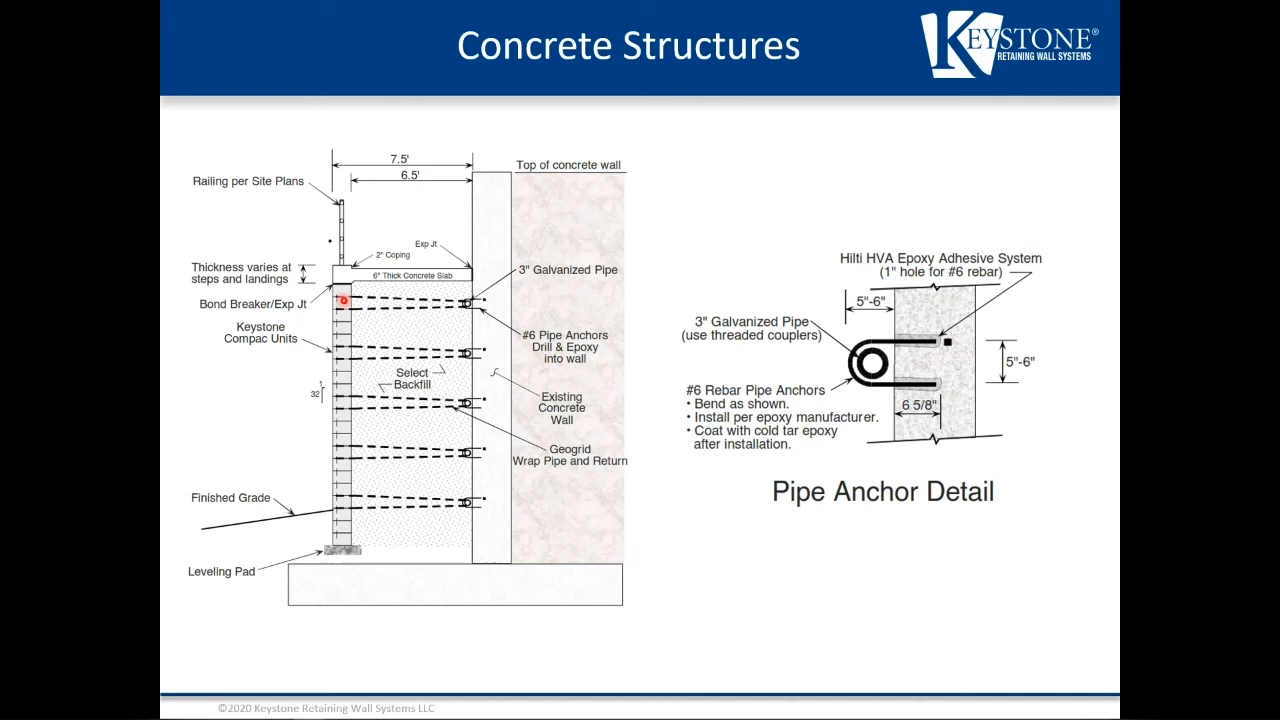 Concrete Structures
KEYSTONE®
RETAINING WALL SYSTEMS
7.5'
6.5'
Top of concrete wall
Railing per Site Plans
Exp Jt
2" Coping
Thickness varies at
steps and landings
6" Thick Concrete Slab
3" Galvanized Pipe
Bond Breaker/Exp Jt
Keystone
Compac Units
#6 Pipe Anchors
Drill & Epoxy
into wall
Select
Backfill
1
32
Existing
Concrete
Wall
Geogrid
Wrap Pipe and Return
Finished Grade
Leveling Pad
Hilti HVA Epoxy Adhesive System
(1" hole for #6 rebar)
5"-6"
3" Galvanized Pipe
(use threaded couplers)
5"-6"
#6 Rebar Pipe Anchors
• Bend as shown.
• Install per epoxy manufacturer.
• Coat with cold tar epoxy
after installation.
6 5/8"
Pipe Anchor Detail
©2020 Keystone Retaining Wall Systems LLC